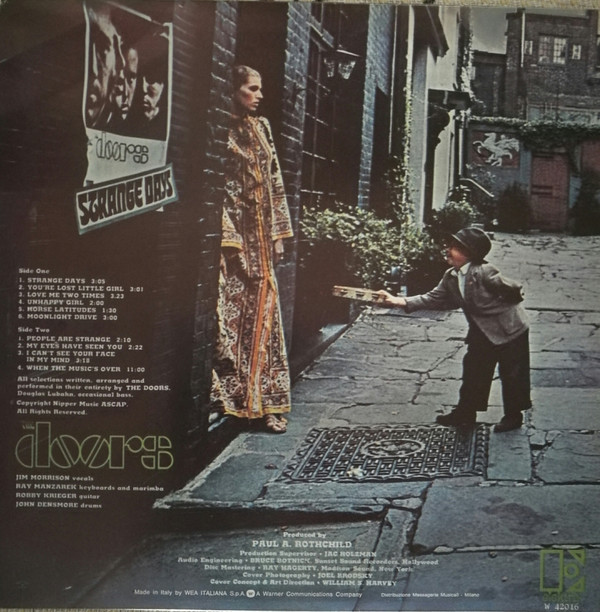 the doors
STRANGE DAYS
Side One
1. STRANGE DAYS 3:05
2. YOU'RE LOST LITTLE GIRL 3:01
3. LOVE ME TWO TIMES 3:23
4. UNHAPPY GIRL 2:00
5. HORSE LATITUDES 1:30
6. MOONLIGHT DRIVE 3:00
Side Two
1. PEOPLE ARE STRANGE 2:10
2. MY EYES HAVE SEEN YOU 2:22
3. I CAN'T SEE YOUR FACE
IN MY MIND 3:18
4. WHEN THE MUSIC'S OVER 11:00
All selections written, arranged and
performed in their entirety by THE DOORS.
Douglas Lubahn, occasional bass.
Copyright Nipper Music ASCAP.
All Rights Reserved.
the
doors
JIM MORRISON vocals
RAY MANZAREK keyboards and marimba
ROBBY KRIEGER guitar
JOHN DENSMORE drums
Produced by
PAUL A. ROTHCHILD
Production Supervisor • JAC HOLZMAN
Audio Engineering • BRUCE BOTNICK, Sunset Sound Recorders, Hollywood
Disc Mastering • RAY HAGERTY, Madison Sound, New York
Cover Photography • JOEL BRODSKY
Cover Concept & Art Direction • WILLIAM S. HARVEY
Made in Italy by WEA ITALIANA S.p.A. A Warner Communications Company
Distribuzione Messaggerie Musicali - Milano
W 42016